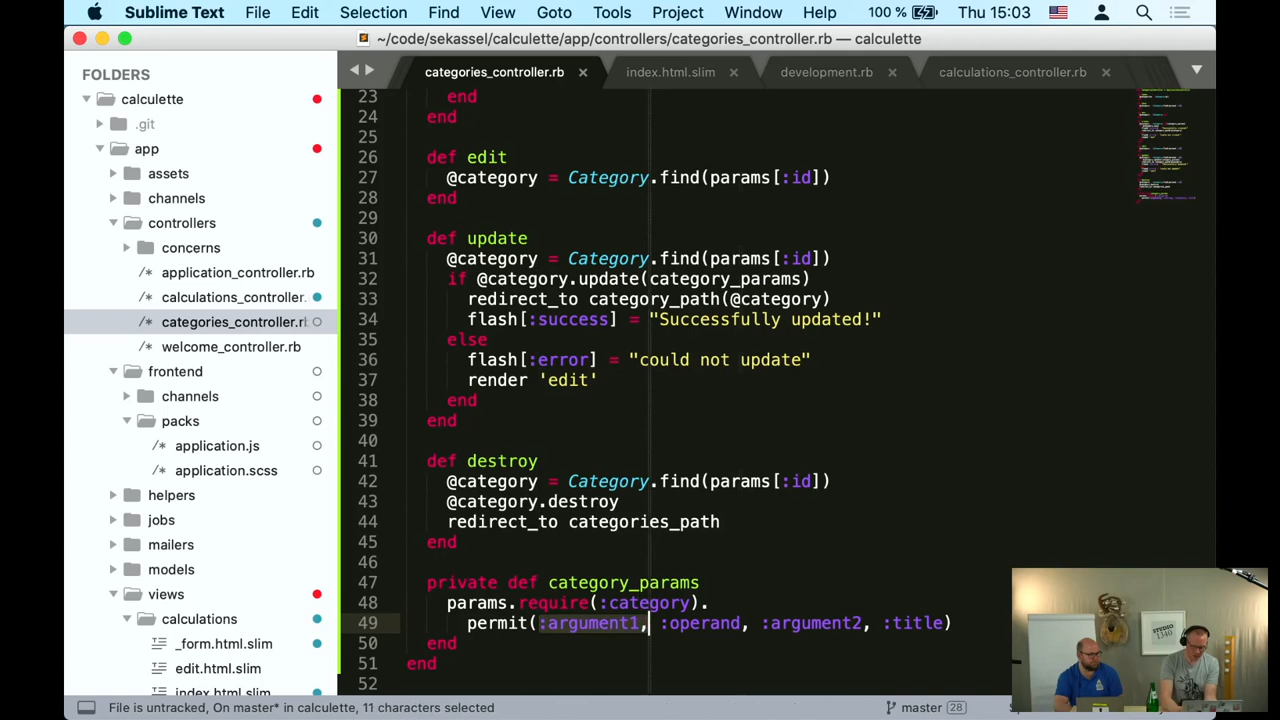 Sublime Text File Edit Selection Find View Goto Tools Project Window Help 100 % Thu 15:03
~/code/sekassel/calculette/app/controllers/categories_controller.rb — calculette
FOLDERS
calculette
.git
app
assets
channels
controllers
concerns
/* application_controller.rb
/* calculations_controller.
/* categories_controller.r
/* welcome_controller.rb
frontend
channels
packs
/* application.js
/* application.scss
helpers
jobs
mailers
models
views
calculations
/* _form.html.slim
/* edit.html.slim
/* index.html.slim
categories_controller.rb × index.html.slim × development.rb × calculations_controller.rb ×
23 end
24 end
25
26 def edit
27 @category = Category.find(params[:id])
28 end
29
30 def update
31 @category = Category.find(params[:id])
32 if @category.update(category_params)
33 redirect_to category_path(@category)
34 flash[:success] = "Successfully updated!"
35 else
36 flash[:error] = "could not update"
37 render 'edit'
38 end
39 end
40
41 def destroy
42 @category = Category.find(params[:id])
43 @category.destroy
44 redirect_to categories_path
45 end
46
47 private def category_params
48 params.require(:category).
49 permit(:argument1, :operand, :argument2, :title)
50 end
51 end
52
STUDIO
1340
File is untracked, On master* in calculette, 11 characters selected
master 28